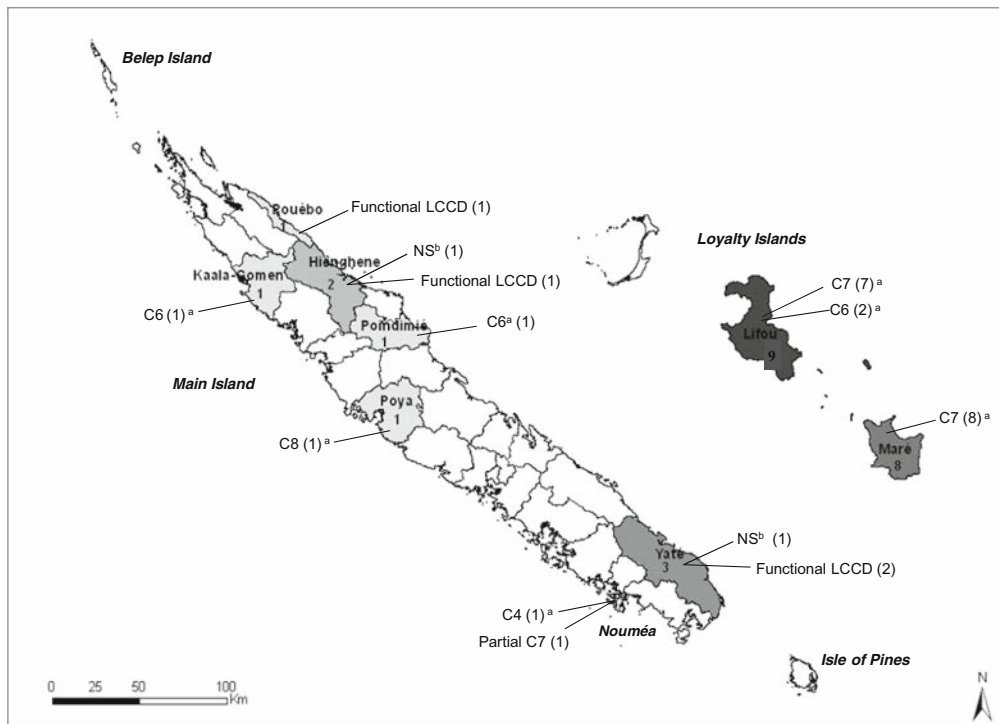 Belep Island
Pouébo
1
Functional LCCD (1)
Hienghene
2
NSᵇ (1)
Functional LCCD (1)
Kaala-Gomen
1
C6 (1) ᵃ
Pomdimié
1
C6ᵃ (1)
Main Island
Poya
1
C8 (1) ᵃ
Loyalty Islands
C7 (7) ᵃ
C6 (2) ᵃ
Lifou
9
C7 (8) ᵃ
Maré
8
Yaté
3
NSᵇ (1)
Functional LCCD (2)
C4 (1) ᵃ
Partial C7 (1)
Nouméa
Isle of Pines
0 25 50 100
Km
N